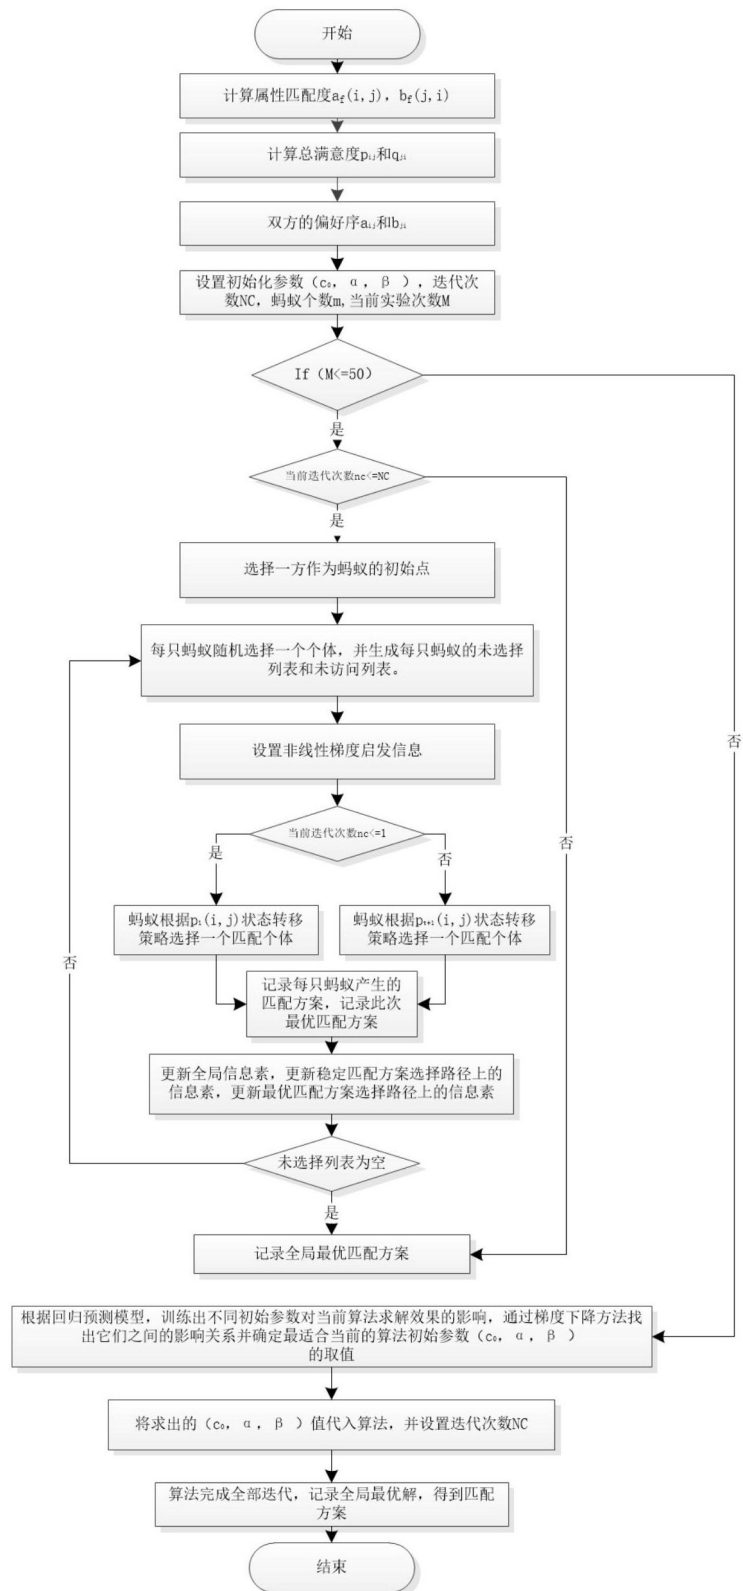 开始
计算属性匹配度a_f(i,j), b_f(j,i)
计算总满意度p_ij和q_ji
双方的偏好序a_ij和b_ji
设置初始化参数（c₀, α, β ），迭代次
数NC，蚂蚁个数m,当前实验次数M
If（M<=50）
是
当前迭代次数nc<=NC
是
选择一方作为蚂蚁的初始点
每只蚂蚁随机选择一个个体，并生成每只蚂蚁的未选择
列表和未访问列表。
设置非线性梯度启发信息
否
当前迭代次数nc<=1
否
是
否
蚂蚁根据p₁(i,j)状态转移
策略选择一个匹配个体
蚂蚁根据pₜ₊₁(i,j)状态转移
策略选择一个匹配个体
否
记录每只蚂蚁产生的
匹配方案，记录此次
最优匹配方案
更新全局信息素，更新稳定匹配方案选择路径上的
信息素，更新最优匹配方案选择路径上的信息素
未选择列表为空
是
记录全局最优匹配方案
根据回归预测模型，训练出不同初始参数对当前算法求解效果的影响，通过梯度下降方法找
出它们之间的影响关系并确定最适合当前的算法初始参数（c₀, α, β ）
的取值
将求出的（c₀, α, β ）值代入算法，并设置迭代次数NC
算法完成全部迭代，记录全局最优解，得到匹配
方案
结束